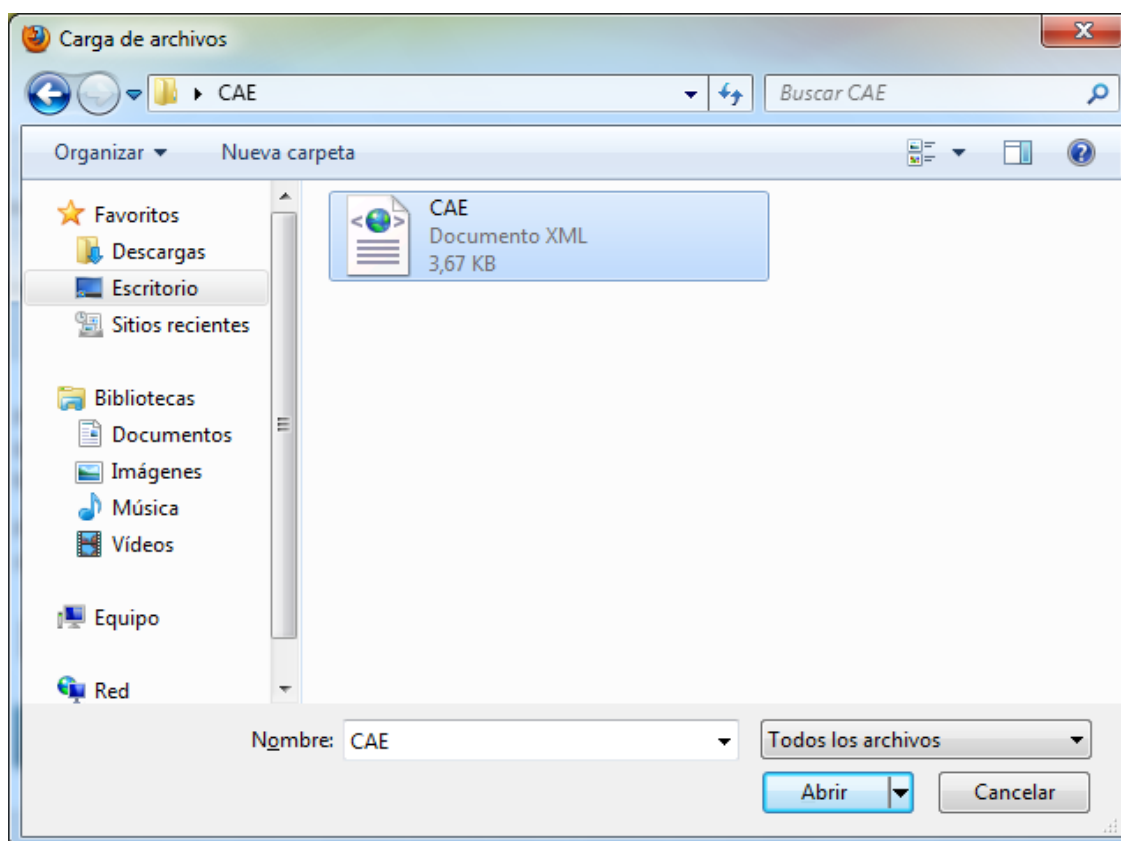 Carga de archivos
CAE
Buscar CAE
Organizar
Nueva carpeta
Favoritos
Descargas
Escritorio
Sitios recientes
Bibliotecas
Documentos
Imágenes
Música
Vídeos
Equipo
Red
CAE
Documento XML
3,67 KB
Nombre: CAE
Todos los archivos
Abrir
Cancelar